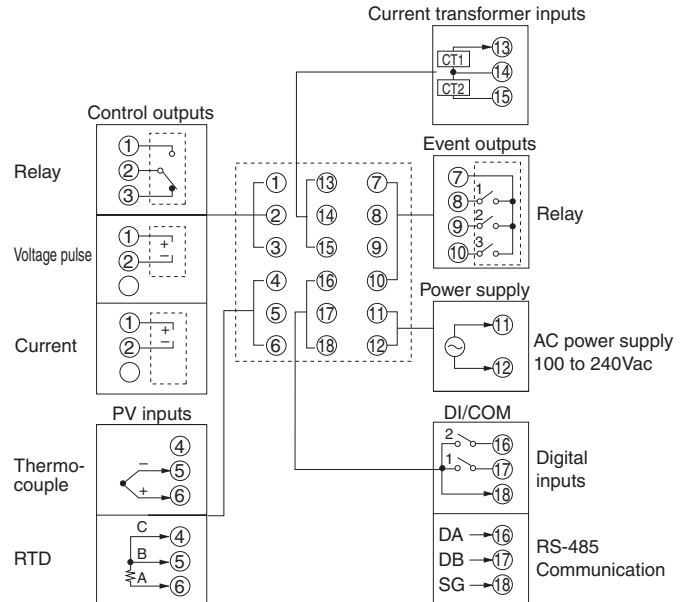 Current transformer inputs
CT1
CT2
13
14
15
Control outputs
Relay
1
2
3
Voltage pulse
1
2
+
−
Current
1
2
+
−
1
2
3
4
5
6
13
14
15
16
17
18
7
8
9
10
11
12
Event outputs
7
8
9
10
1
2
3
Relay
Power supply
11
12
AC power supply
100 to 240Vac
PV inputs
Thermo-
couple
4
5
6
−
+
RTD
C
B
A
4
5
6
DI/COM
2
1
16
17
18
Digital
inputs
DA 16
DB 17
SG 18
RS-485
Communication